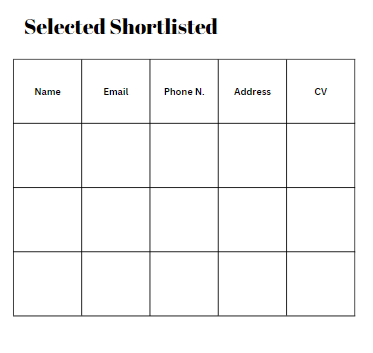 Selected Shortlisted
Name Email Phone N. Address CV